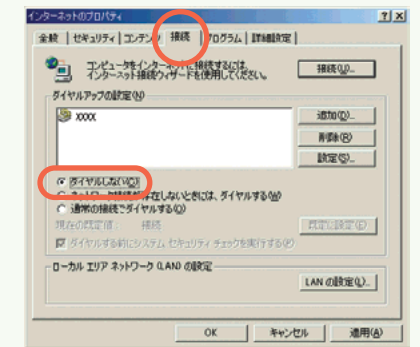 インターネットのプロパティ
全般 セキュリティ コンテンツ 接続 プログラム 詳細設定
コンピュータをインターネットに接続するには、
インターネット接続ウィザードを使用してください。
接続(U)...
ダイヤルアップの設定(N)
XXXX
追加(D)...
削除(R)
設定(S)...
ダイヤルしない(C)
存在しないときには、ダイヤルする(W)
通常の接続でダイヤルする(O)
現在の既定値: 接続
既定に設定(E)
ダイヤルする前にシステム セキュリティ チェックを実行する(P)
ローカル エリア ネットワーク (LAN) の設定
LAN の設定(L)...
OK キャンセル 適用(A)